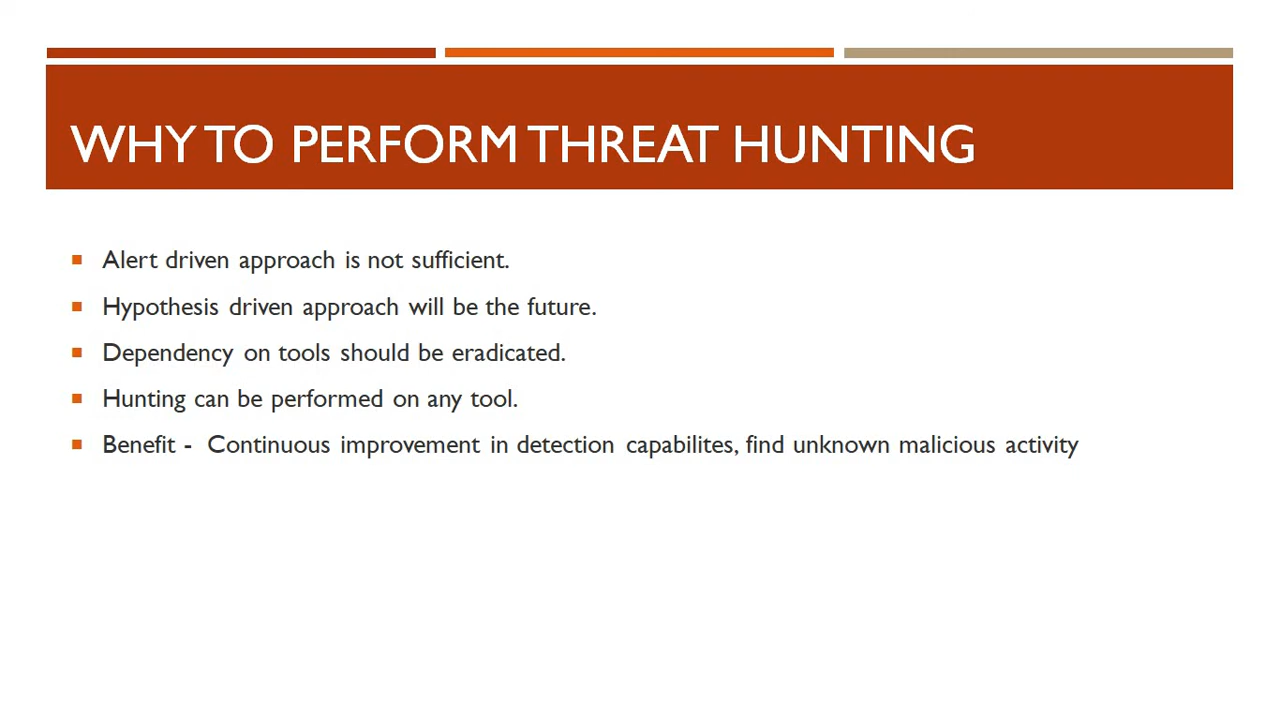 WHY TO PERFORM THREAT HUNTING
Alert driven approach is not sufficient.
Hypothesis driven approach will be the future.
Dependency on tools should be eradicated.
Hunting can be performed on any tool.
Benefit - Continuous improvement in detection capabilites, find unknown malicious activity